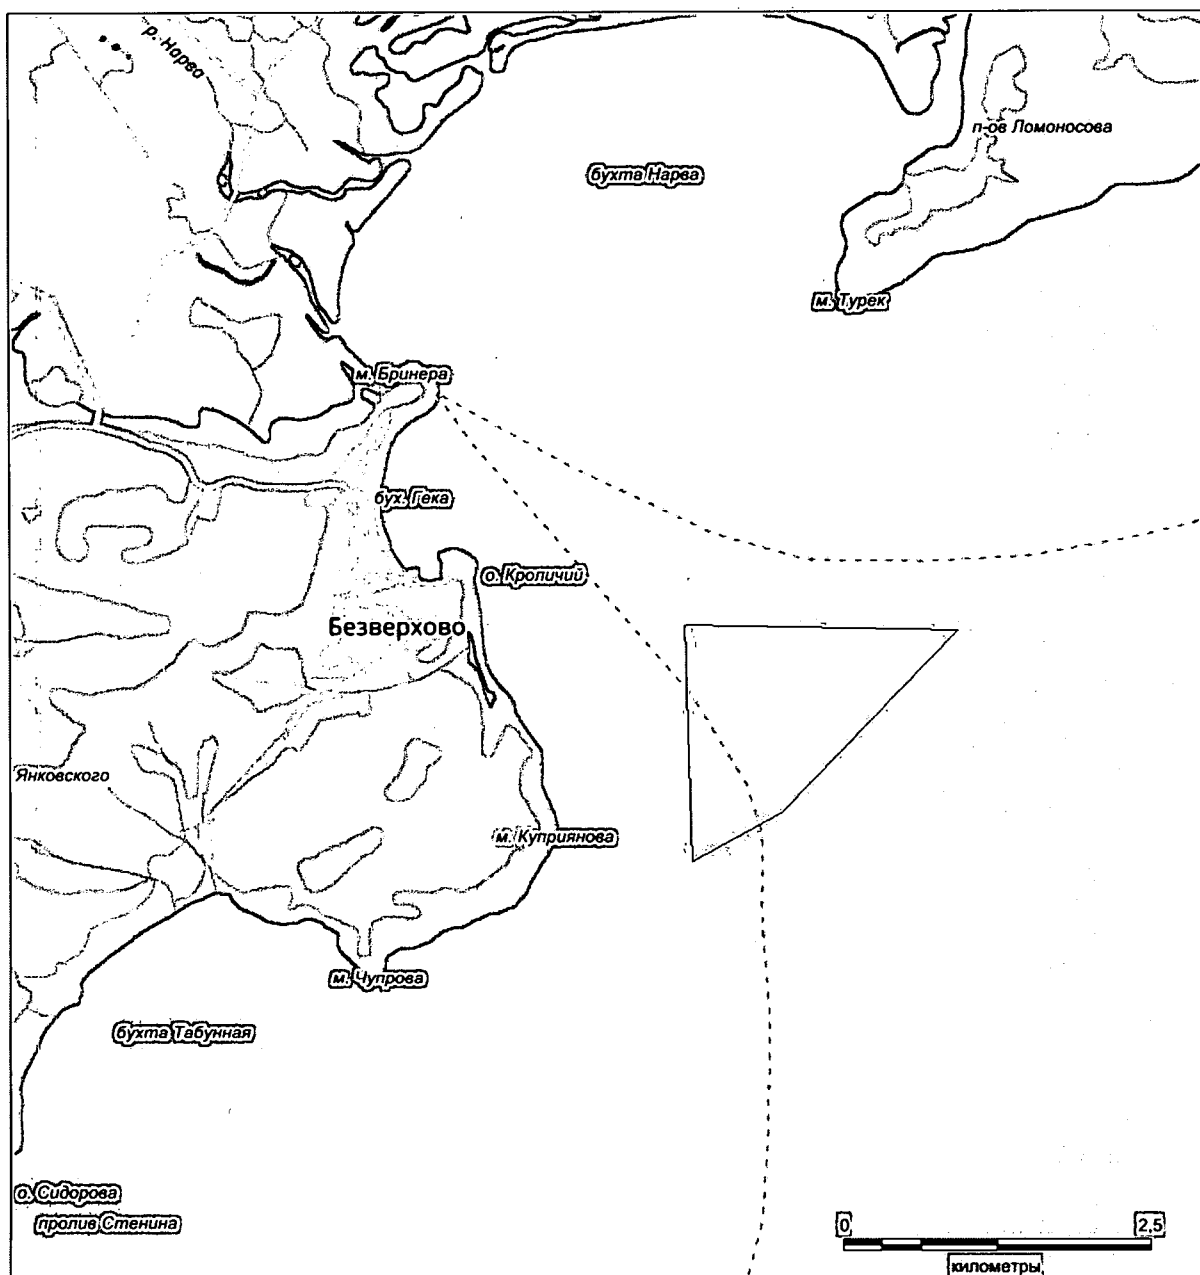 р. Нарва
п-ов Ломоносова
бухта Нарва
м. Турек
м. Бринера
бух. Гека
о. Кроличий
Безверхово
Янковского
м. Куприянова
м. Чупрова
бухта Табунная
о. Сидорова
пролив Стенина
0 2,5
километры